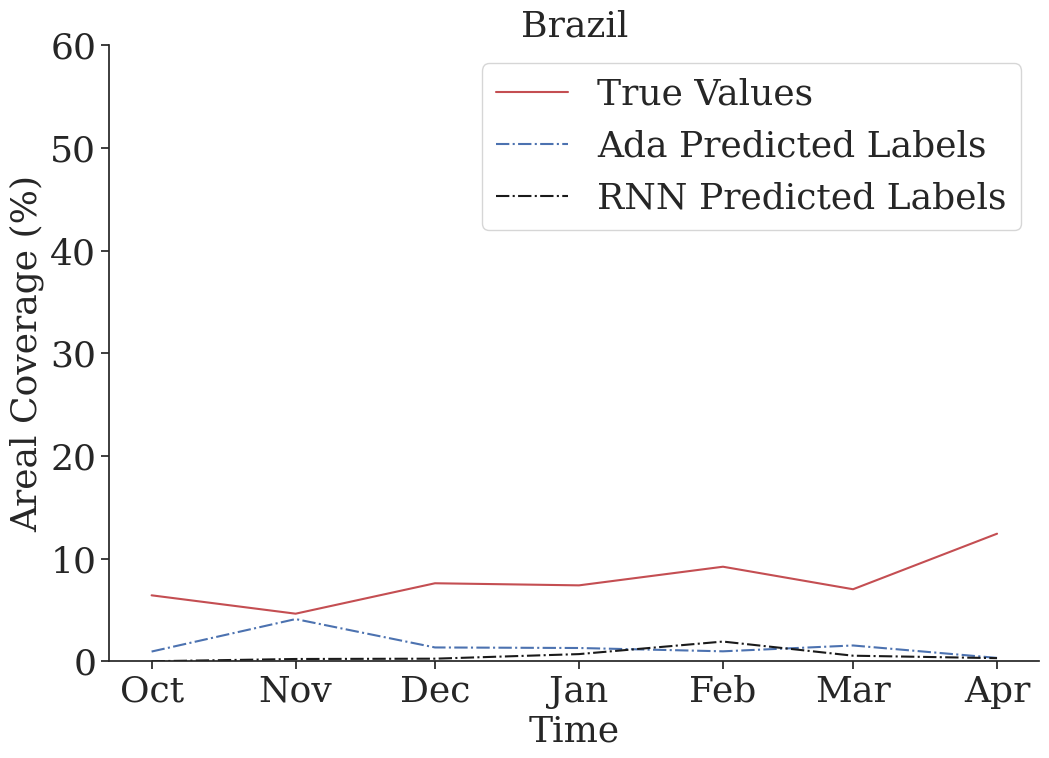 Brazil
60
50
40
30
20
10
0
Areal Coverage (%)
True Values
Ada Predicted Labels
RNN Predicted Labels
Oct Nov Dec Jan Feb Mar Apr
Time